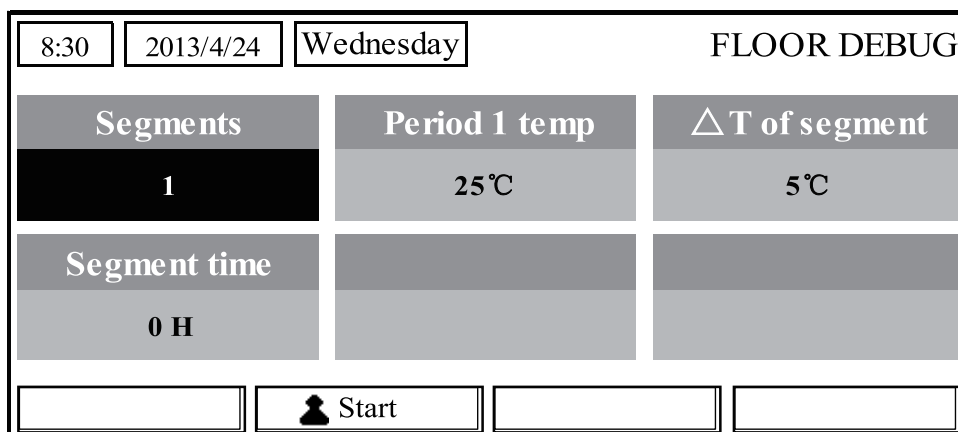 8:30 2013/4/24 Wednesday FLOOR DEBUG
Segments Period 1 temp △T of segment
1 25℃ 5℃
Segment time
0 H
Start